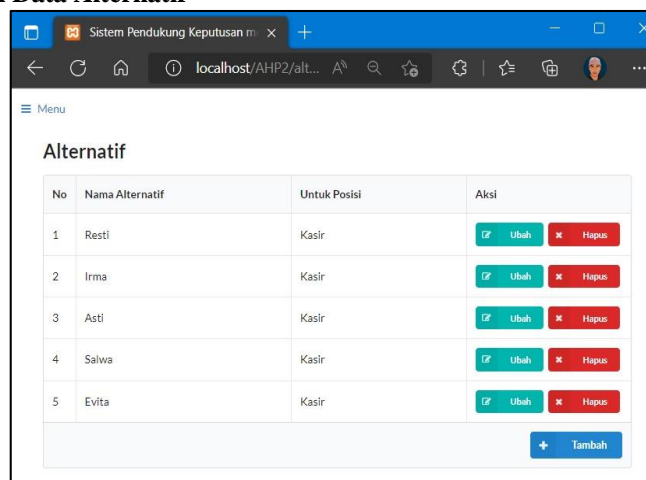 Data Alternatif
Sistem Pendukung Keputusan m
localhost/AHP2/alt...
Menu
Alternatif
No Nama Alternatif Untuk Posisi Aksi
1 Resti Kasir Ubah Hapus
2 Irma Kasir Ubah Hapus
3 Asti Kasir Ubah Hapus
4 Salwa Kasir Ubah Hapus
5 Evita Kasir Ubah Hapus
Tambah